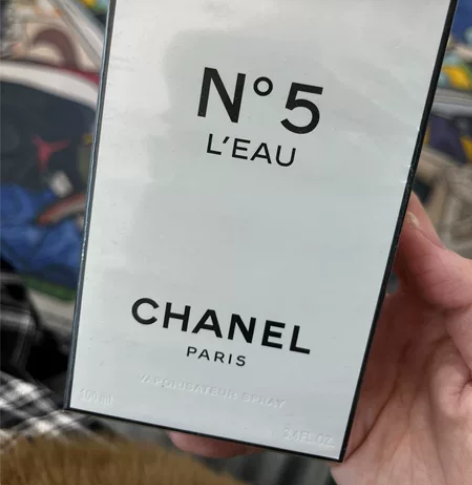 N°5
L'EAU
CHANEL
PARIS
VAPORISATEUR SPRAY
100 ml
3.4 FL. OZ.